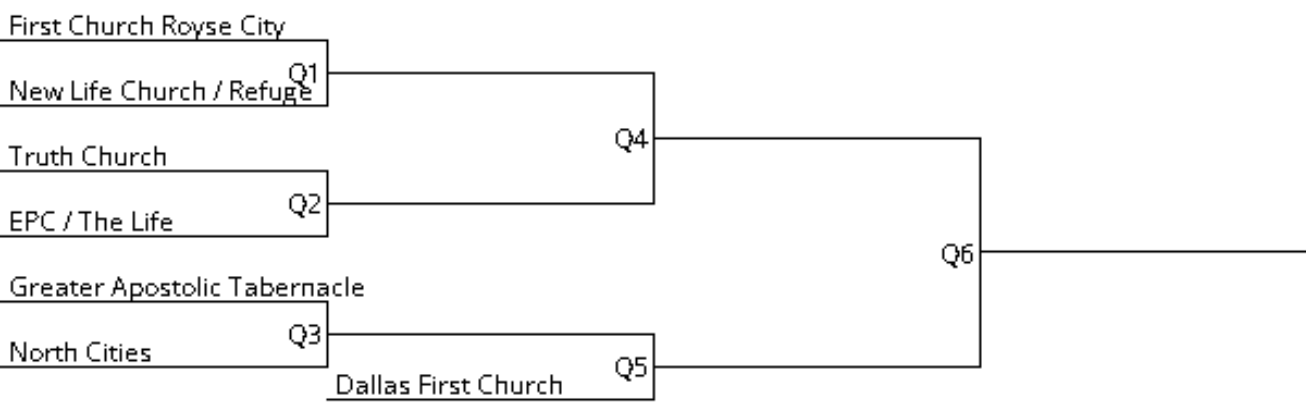 First Church Royse City
Q1
New Life Church / Refuge
Q4
Truth Church
Q2
EPC / The Life
Q6
Greater Apostolic Tabernacle
Q3
North Cities
Q5
Dallas First Church